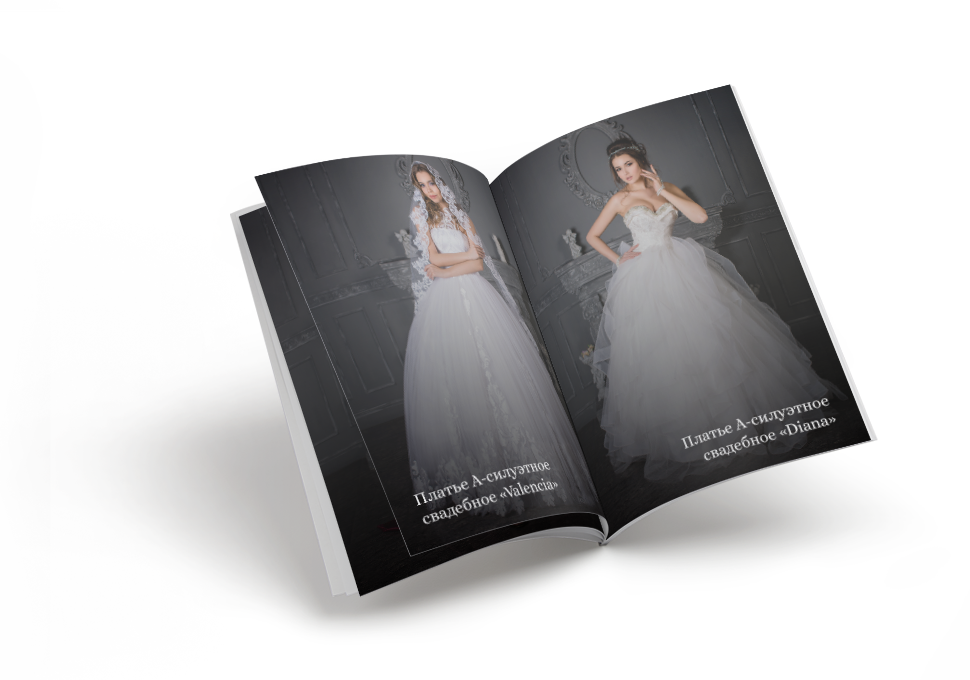 Платье А-силуэтное
свадебное «Valencia»
Платье А-силуэтное
свадебное «Diana»